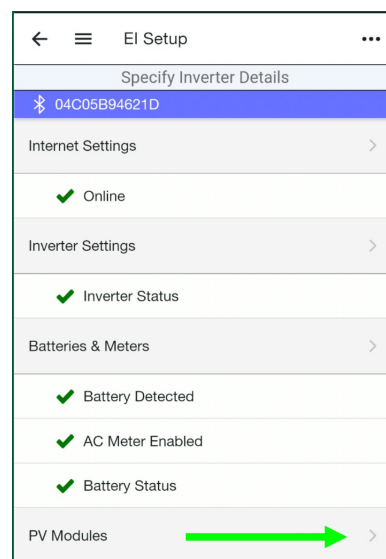 EI Setup
Specify Inverter Details
04C05B94621D
Internet Settings
Online
Inverter Settings
Inverter Status
Batteries & Meters
Battery Detected
AC Meter Enabled
Battery Status
PV Modules